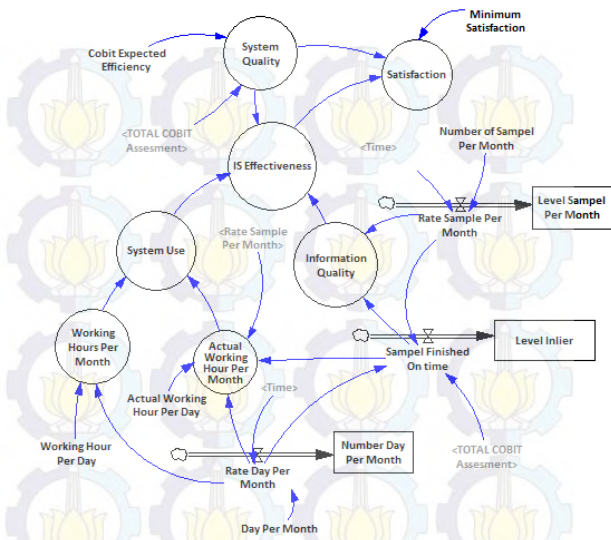 Minimum
Satisfaction
Cobit Expected
Efficiency
System
Quality
Satisfaction
<TOTAL COBIT
Assesment>
<Time>
Number of Sampel
Per Month
IS Effectiveness
Level Sampel
Per Month
Rate Sample Per
Month
<Rate Sample
Per Month>
System Use
Information
Quality
Working
Hours Per
Month
Actual
Working
Hour Per
Month
Sampel Finished
On time
Level Inlier
<Time>
Actual Working
Hour Per Day
Working Hour
Per Day
Number Day
Per Month
<TOTAL COBIT
Assesment>
Rate Day Per
Month
Day Per Month